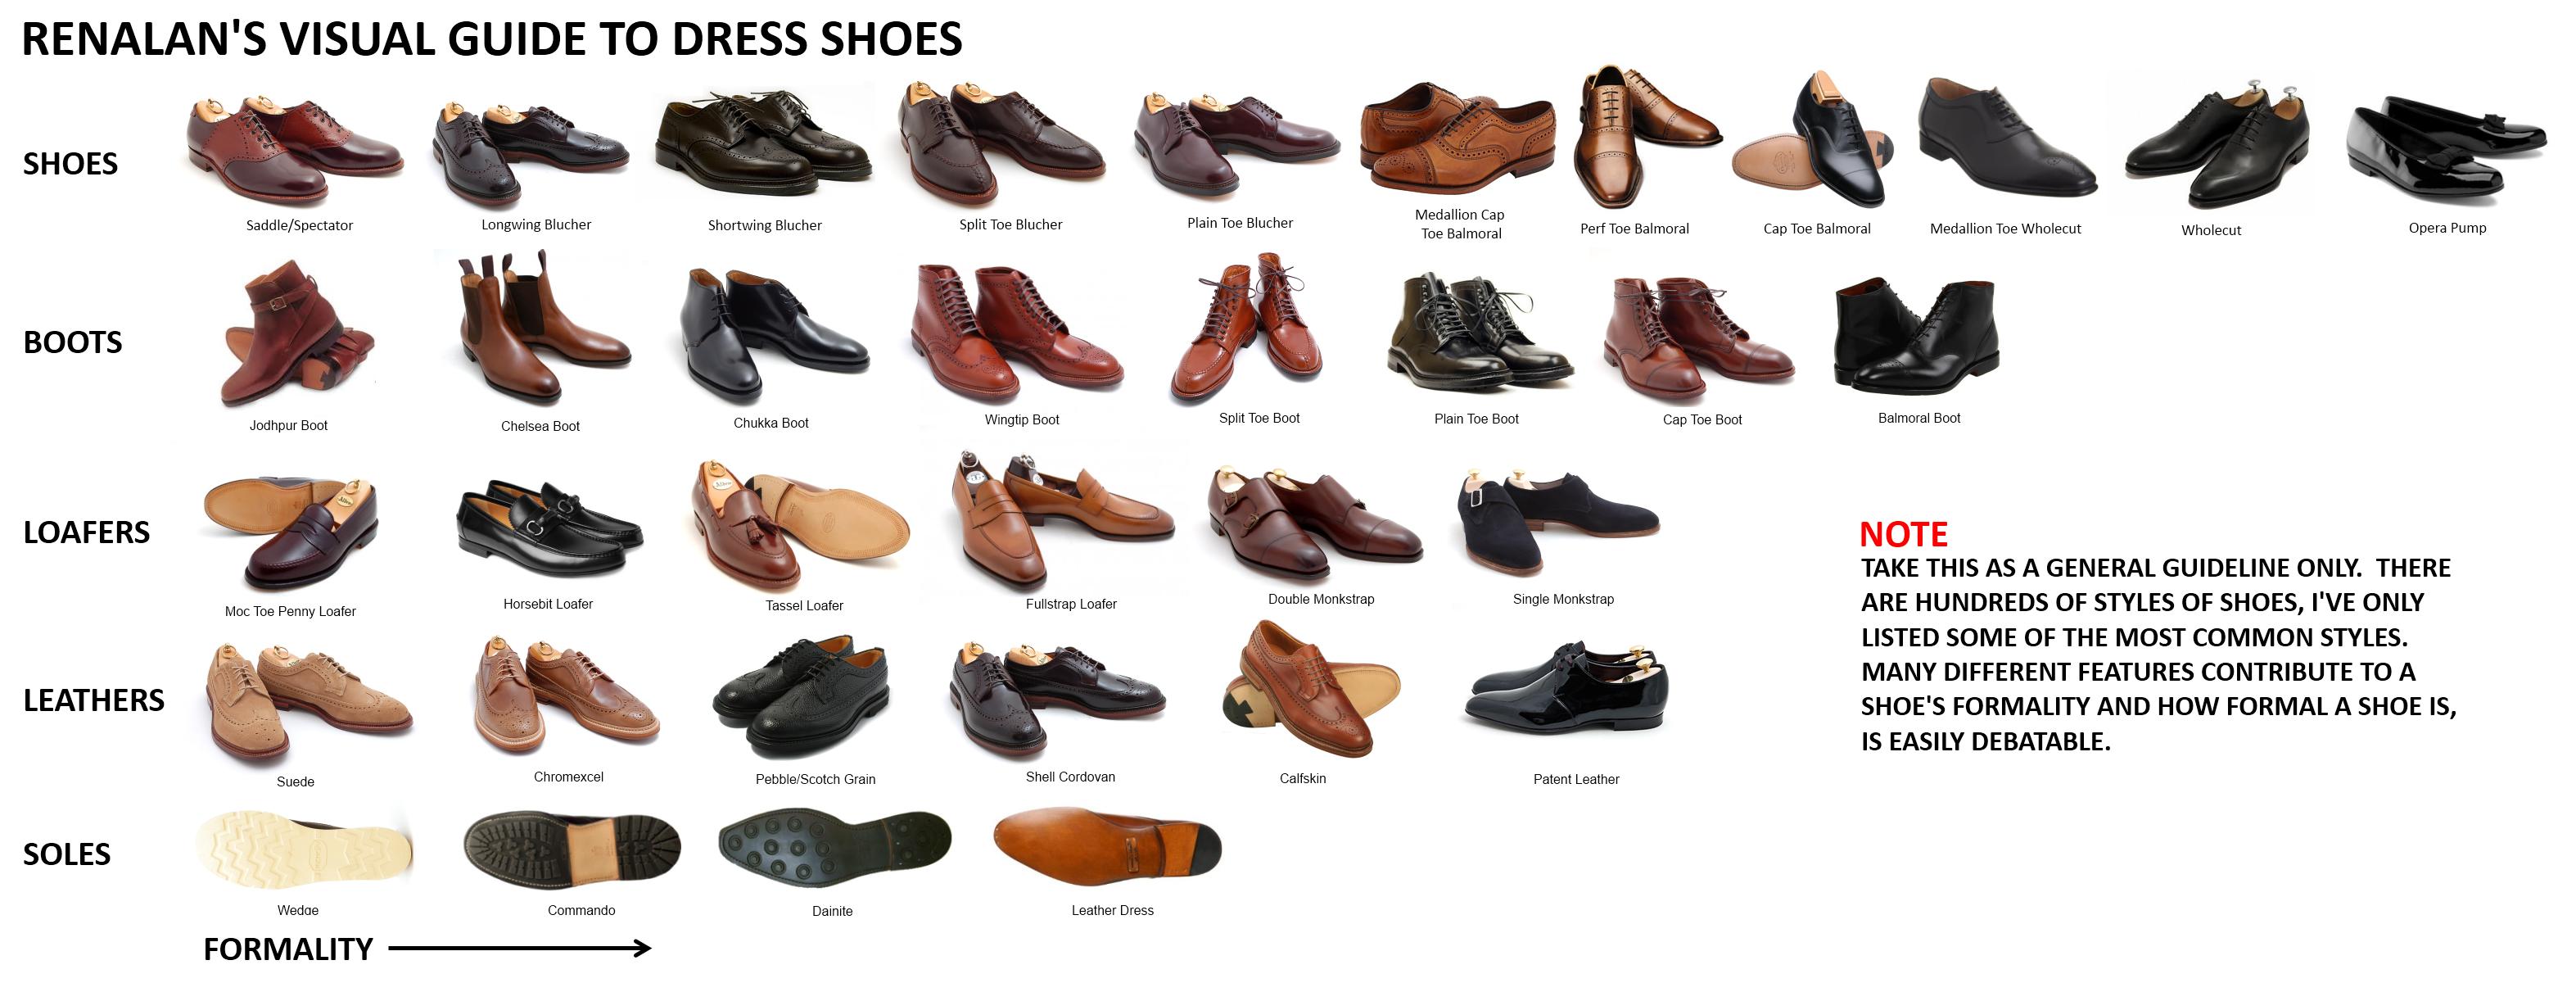 RENALAN'S VISUAL GUIDE TO DRESS SHOES
SHOES
Saddle/Spectator
Longwing Blucher
Shortwing Blucher
Split Toe Blucher
Plain Toe Blucher
Medallion Cap
Toe Balmoral
Perf Toe Balmoral
Cap Toe Balmoral
Medallion Toe Wholecut
Wholecut
Opera Pump
BOOTS
Jodhpur Boot
Chelsea Boot
Chukka Boot
Wingtip Boot
Split Toe Boot
Plain Toe Boot
Cap Toe Boot
Balmoral Boot
LOAFERS
Moc Toe Penny Loafer
Horsebit Loafer
Tassel Loafer
Fullstrap Loafer
Double Monkstrap
Single Monkstrap
NOTE
TAKE THIS AS A GENERAL GUIDELINE ONLY.  THERE
ARE HUNDREDS OF STYLES OF SHOES, I'VE ONLY
LISTED SOME OF THE MOST COMMON STYLES.
MANY DIFFERENT FEATURES CONTRIBUTE TO A
SHOE'S FORMALITY AND HOW FORMAL A SHOE IS,
IS EASILY DEBATABLE.
LEATHERS
Suede
Chromexcel
Pebble/Scotch Grain
Shell Cordovan
Calfskin
Patent Leather
SOLES
Wedge
Commando
Dainite
Leather Dress
FORMALITY